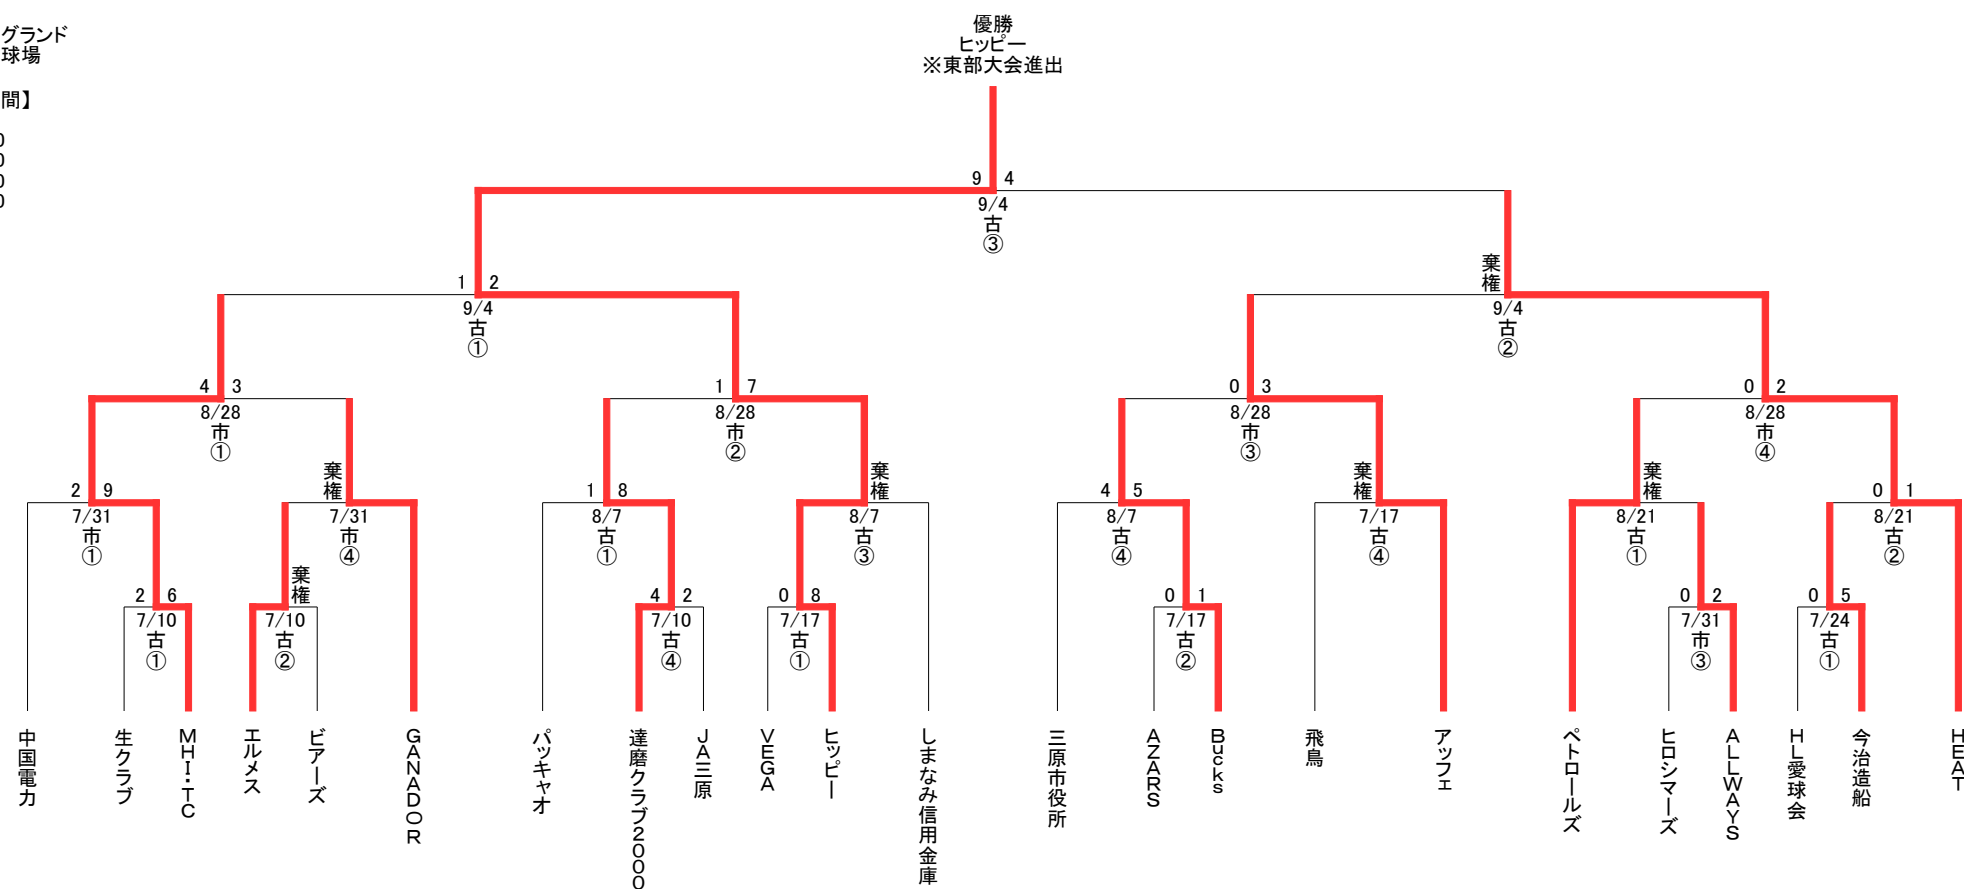 グランド
球場
間】
0
0
0
0
優勝
ヒッピー
※東部大会進出
9 4
9/4
古
③
1 2
9/4
古
①
棄権
9/4
古
②
4 3
8/28
市
①
1 7
8/28
市
②
0 3
8/28
市
③
0 2
8/28
市
④
2 9
7/31
市
①
棄権
7/31
市
④
1 8
8/7
古
①
棄権
8/7
古
③
4 5
8/7
古
④
棄権
7/17
古
④
棄権
8/21
古
①
0 1
8/21
古
②
2 6
7/10
古
①
棄権
7/10
古
②
4 2
7/10
古
④
0 8
7/17
古
①
0 1
7/17
古
②
0 2
7/31
市
③
0 5
7/24
古
①
中国電力
生クラブ
MHI・TC
エルメス
ビアーズ
GANADOR
パッキャオ
達磨クラブ2000
JA三原
VEGA
ヒッピー
しまなみ信用金庫
三原市役所
AZARS
Bucks
飛鳥
アッフェ
ペトロールズ
ヒロシマーズ
ALLWAYS
HL愛球会
今治造船
HEAT